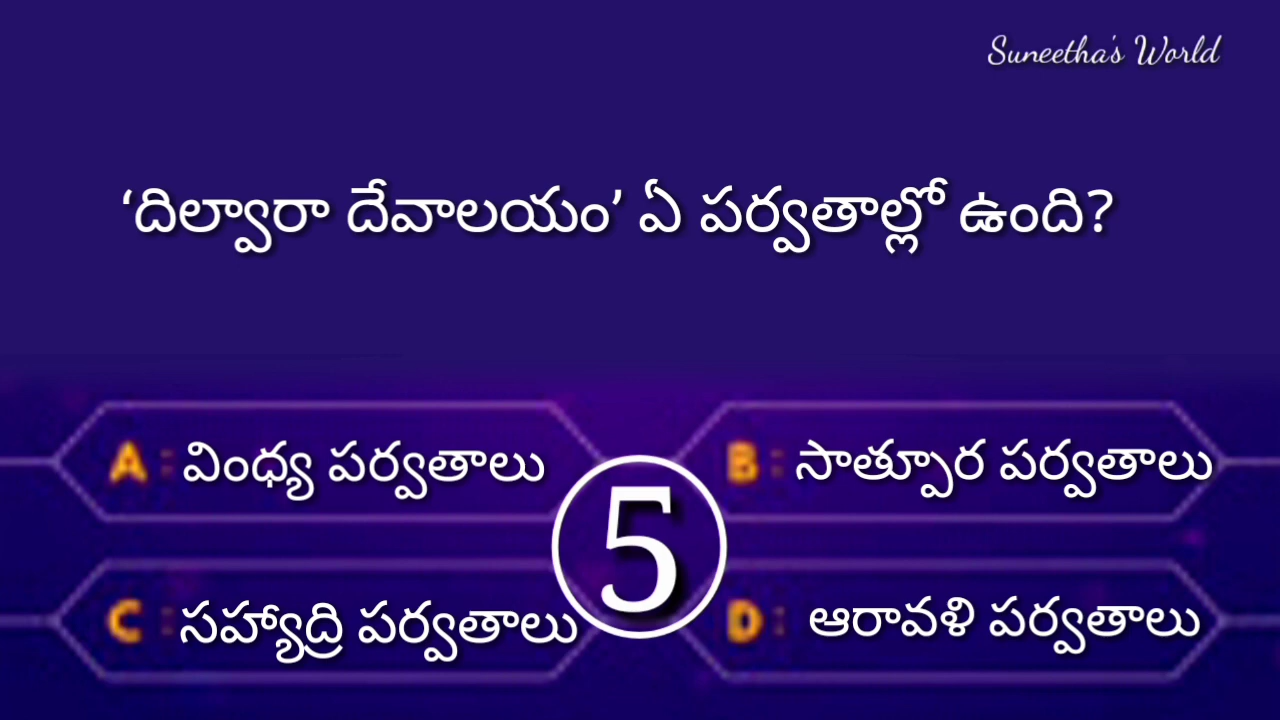 Suneetha's World
‘దిల్వారా దేవాలయం’ ఏ పర్వతాల్లో ఉంది?
A : వింధ్య పర్వతాలు
B : సాత్పూర పర్వతాలు
5
C : సహ్యాద్రి పర్వతాలు
D : ఆరావళి పర్వతాలు